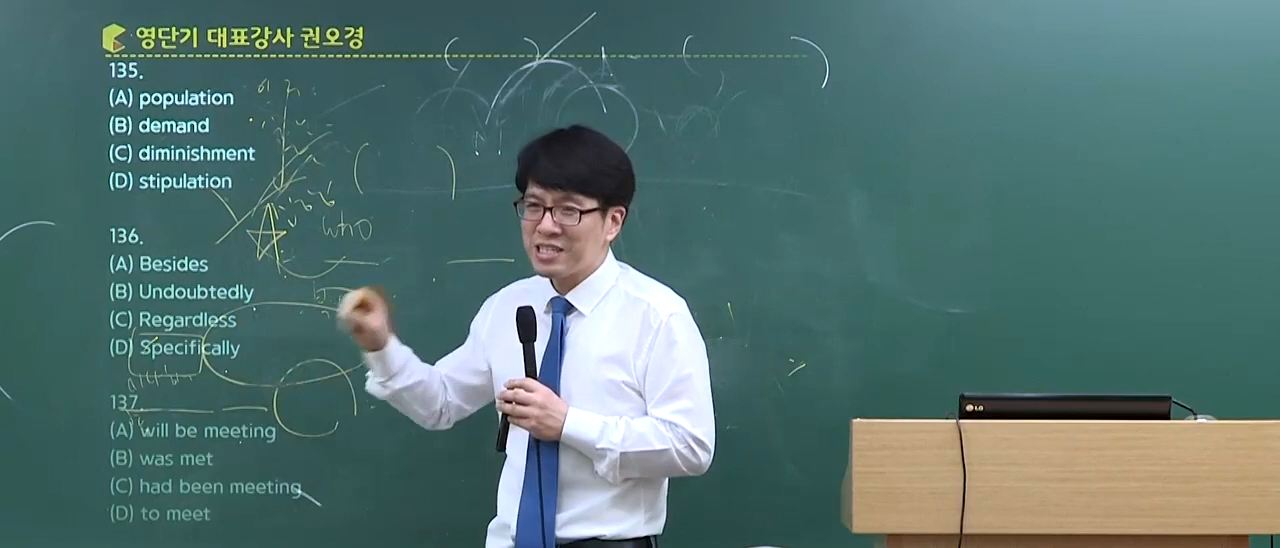 영단기 대표강사 권오경
135.
(A) population
(B) demand
(C) diminishment
(D) stipulation
who
136.
(A) Besides
(B) Undoubtedly
(C) Regardless
(D) Specifically
137.
(A) will be meeting
(B) was met
(C) had been meeting
(D) to meet
LG